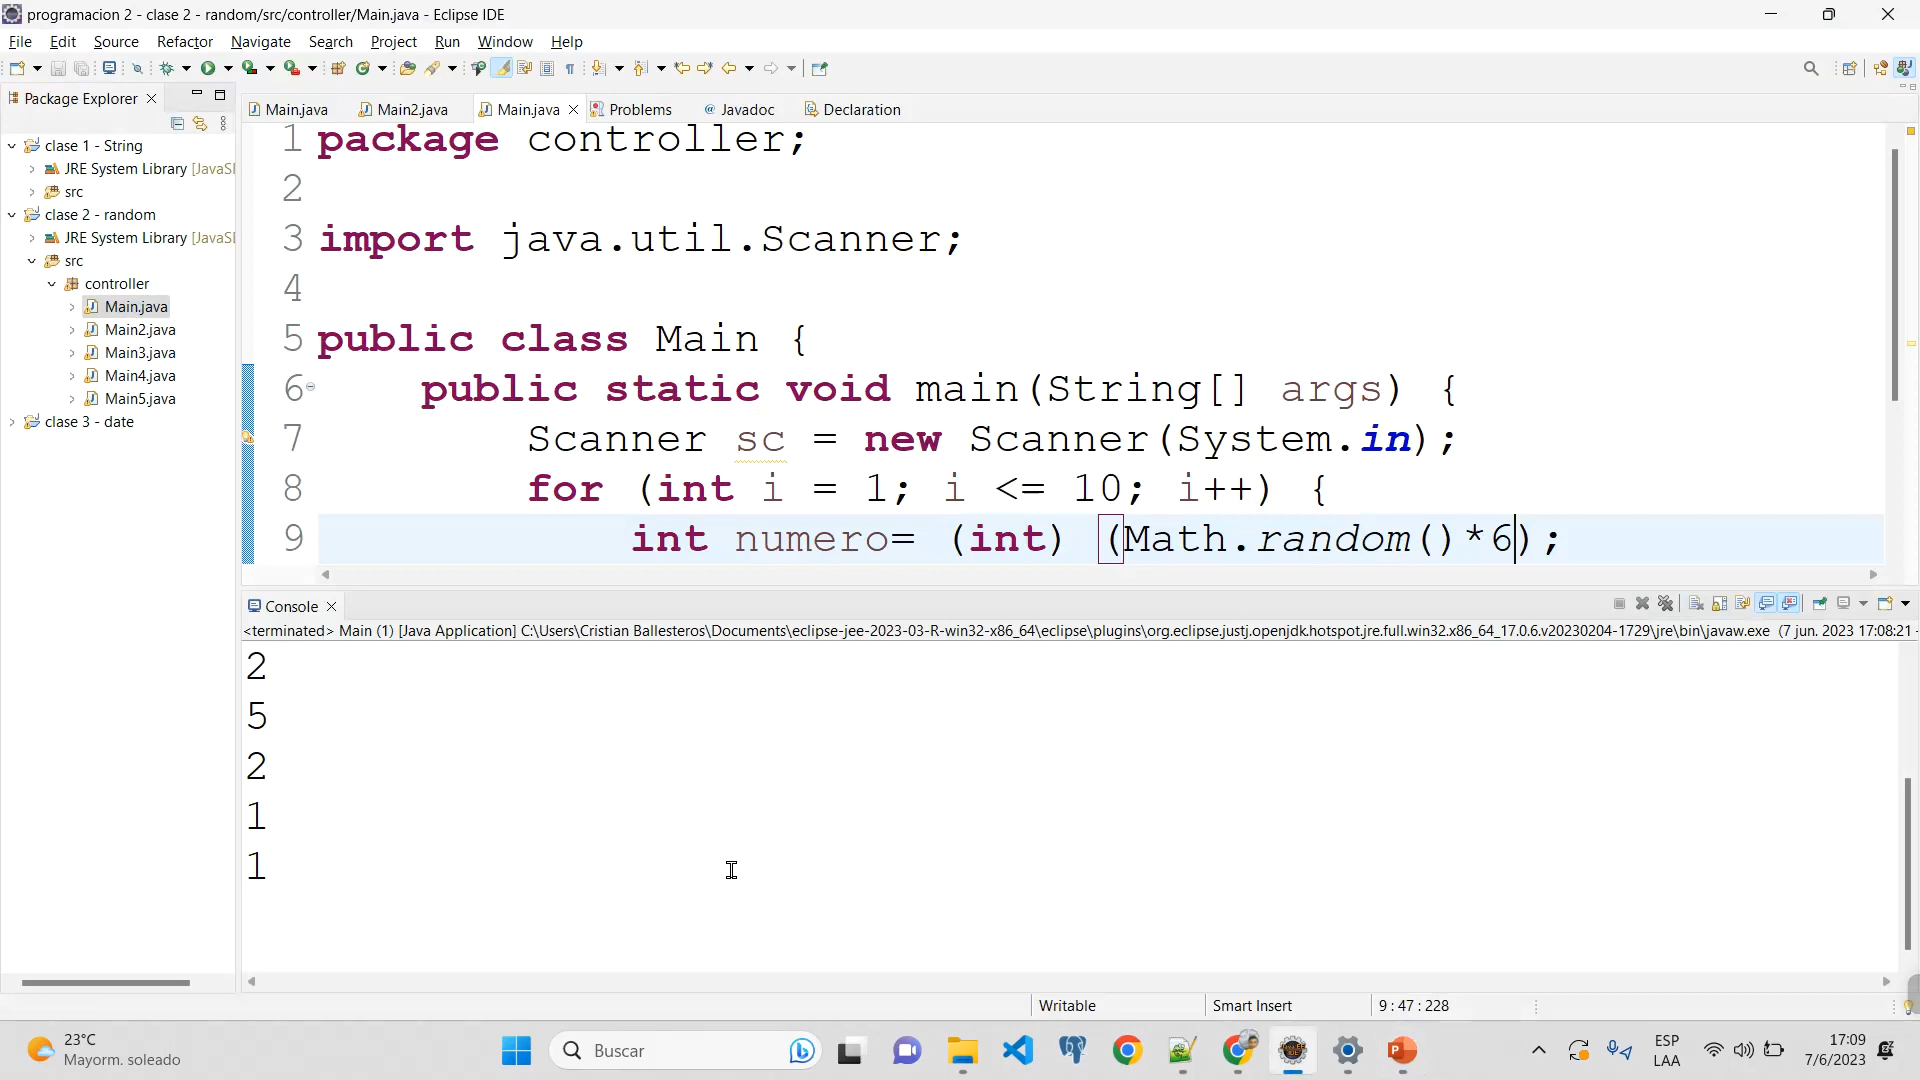 programacion 2 - clase 2 - random/src/controller/Main.java - Eclipse IDE
File Edit Source Refactor Navigate Search Project Run Window Help
Package Explorer
clase 1 - String
JRE System Library [JavaSI
src
clase 2 - random
JRE System Library [JavaSI
src
controller
Main.java
Main2.java
Main3.java
Main4.java
Main5.java
clase 3 - date
Main.java Main2.java Main.java Problems @ Javadoc Declaration
1 package controller;
2
3 import java.util.Scanner;
4
5 public class Main {
6 public static void main(String[] args) {
7 Scanner sc = new Scanner(System.in);
8 for (int i = 1; i <= 10; i++) {
9 int numero= (int) (Math.random()*6);
Console
<terminated> Main (1) [Java Application] C:\Users\Cristian Ballesteros\Documents\eclipse-jee-2023-03-R-win32-x86_64\eclipse\plugins\org.eclipse.justj.openjdk.hotspot.jre.full.win32.x86_64_17.0.6.v20230204-1729\jre\bin\javaw.exe (7 jun. 2023 17:08:21 -
2
5
2
1
1
Writable Smart Insert 9 : 47 : 228
23°C
Mayorm. soleado
Buscar
ESP
LAA
17:09
7/6/2023